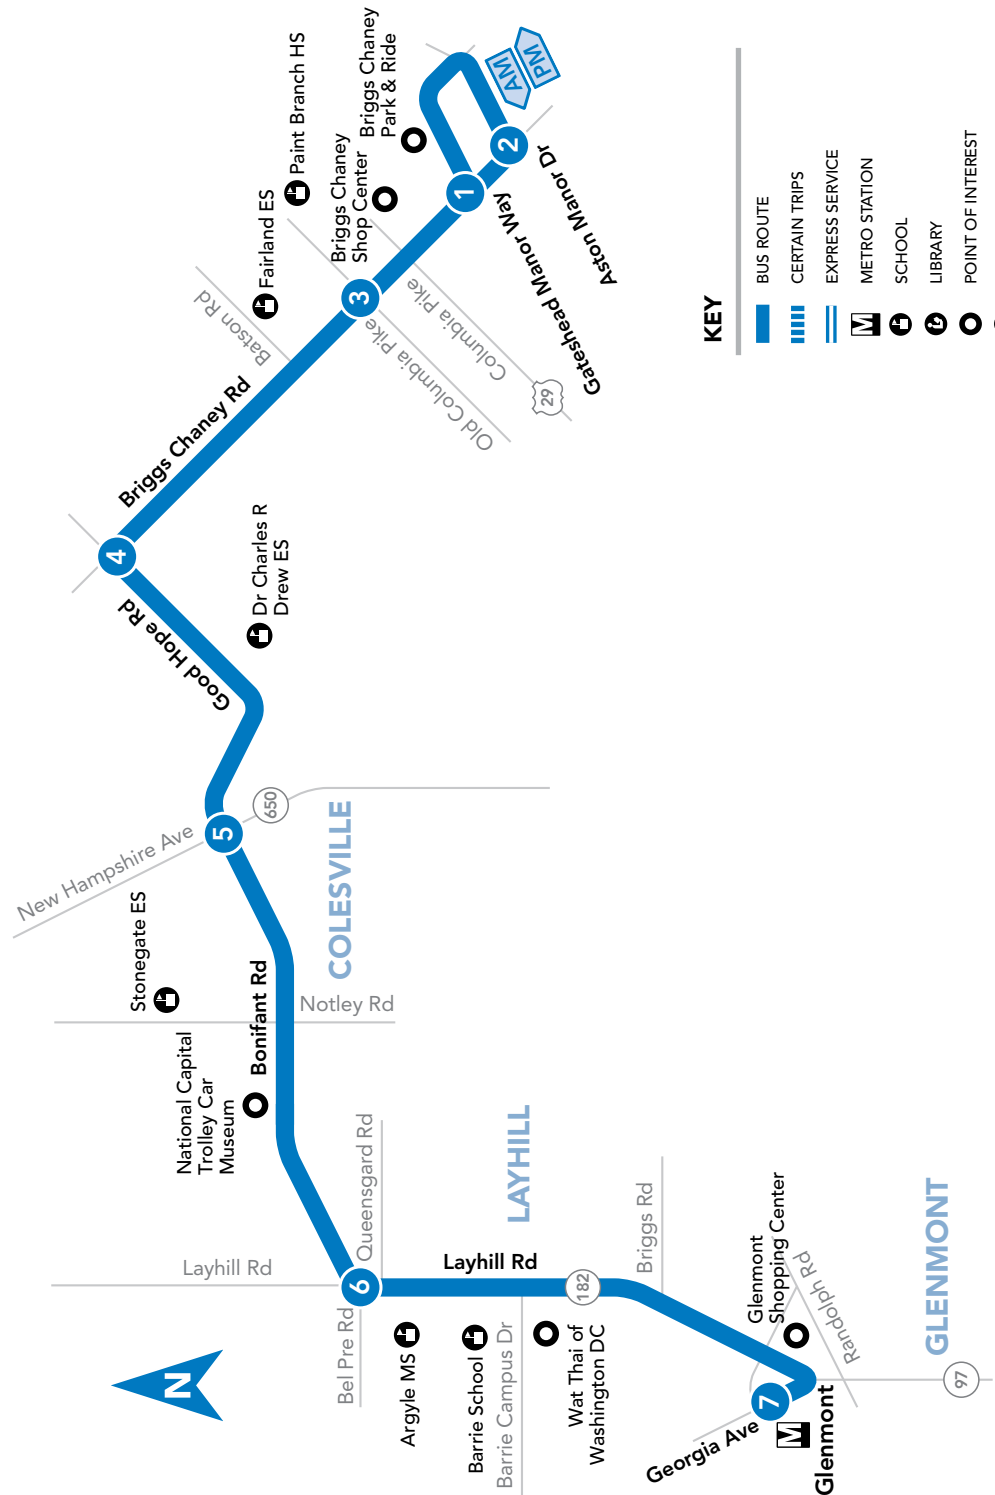 N
Layhill Rd
Bel Pre Rd
Queensgard Rd
6
Argyle MS
Barrie School
Barrie Campus Dr
Layhill Rd
182
Wat Thai of
Washington DC
LAYHILL
Briggs Rd
Glenmont
Shopping Center
Randolph Rd
Georgia Ave
7
M
Glenmont
97
GLENMONT
National Capital
Trolley Car
Museum
Stonegate ES
Bonifant Rd
Notley Rd
New Hampshire Ave
5
650
COLESVILLE
Good Hope Rd
Dr Charles R
Drew ES
4
Briggs Chaney Rd
Batson Rd
Fairland ES
Paint Branch HS
3
Old Columbia Pike
Columbia Pike
29
Briggs Chaney
Shop Center
Briggs Chaney
Park & Ride
1
2
AM
PM
Gateshead Manor Way
Aston Manor Dr
KEY
BUS ROUTE
CERTAIN TRIPS
EXPRESS SERVICE
M METRO STATION
SCHOOL
LIBRARY
POINT OF INTEREST